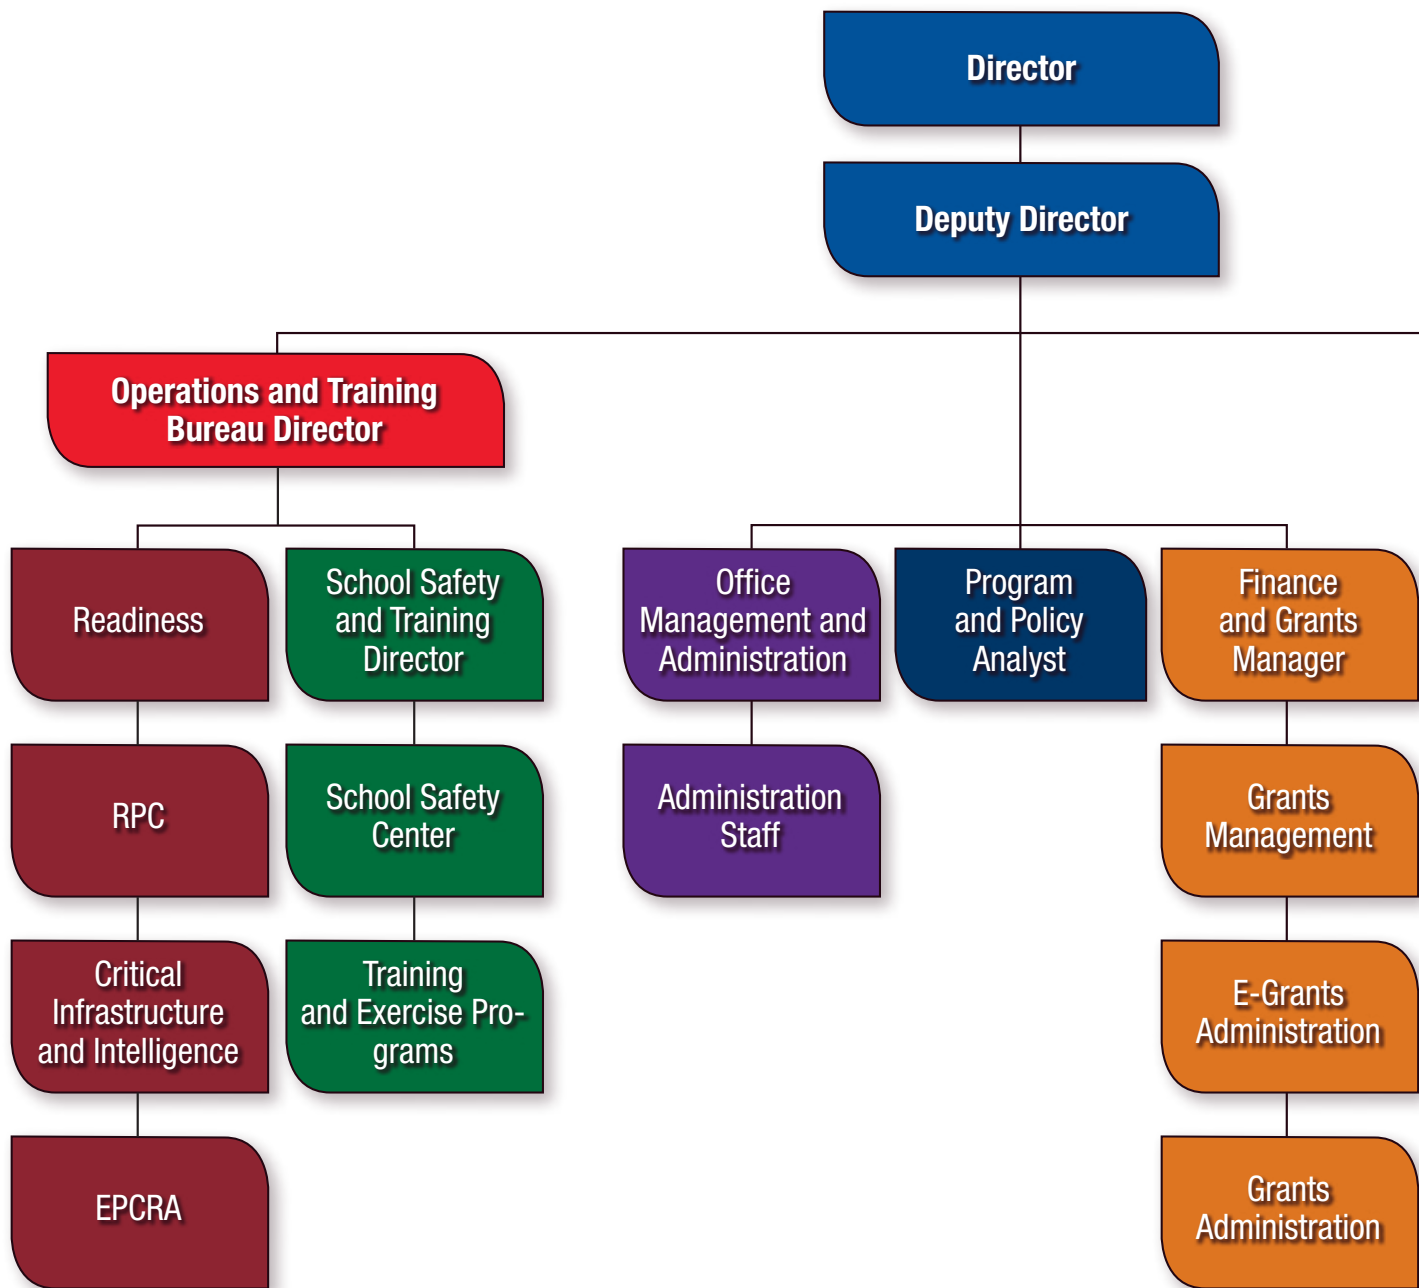 Director
Deputy Director
Operations and Training
Bureau Director
Readiness
School Safety
and Training
Director
Office
Management and
Administration
Program
and Policy
Analyst
Finance
and Grants
Manager
RPC
School Safety
Center
Administration
Staff
Grants
Management
Critical
Infrastructure
and Intelligence
Training
and Exercise Pro-
grams
E-Grants
Administration
EPCRA
Grants
Administration